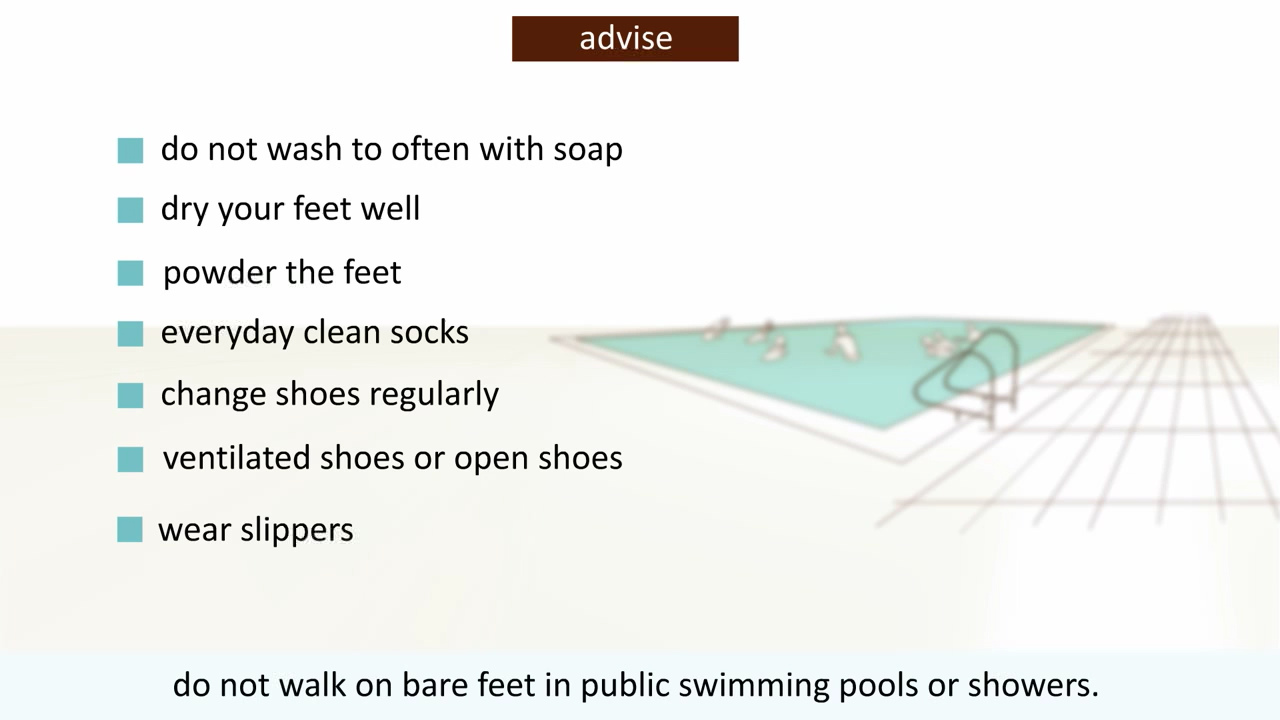 advise
do not wash to often with soap
dry your feet well
powder the feet
everyday clean socks
change shoes regularly
ventilated shoes or open shoes
wear slippers
do not walk on bare feet in public swimming pools or showers.